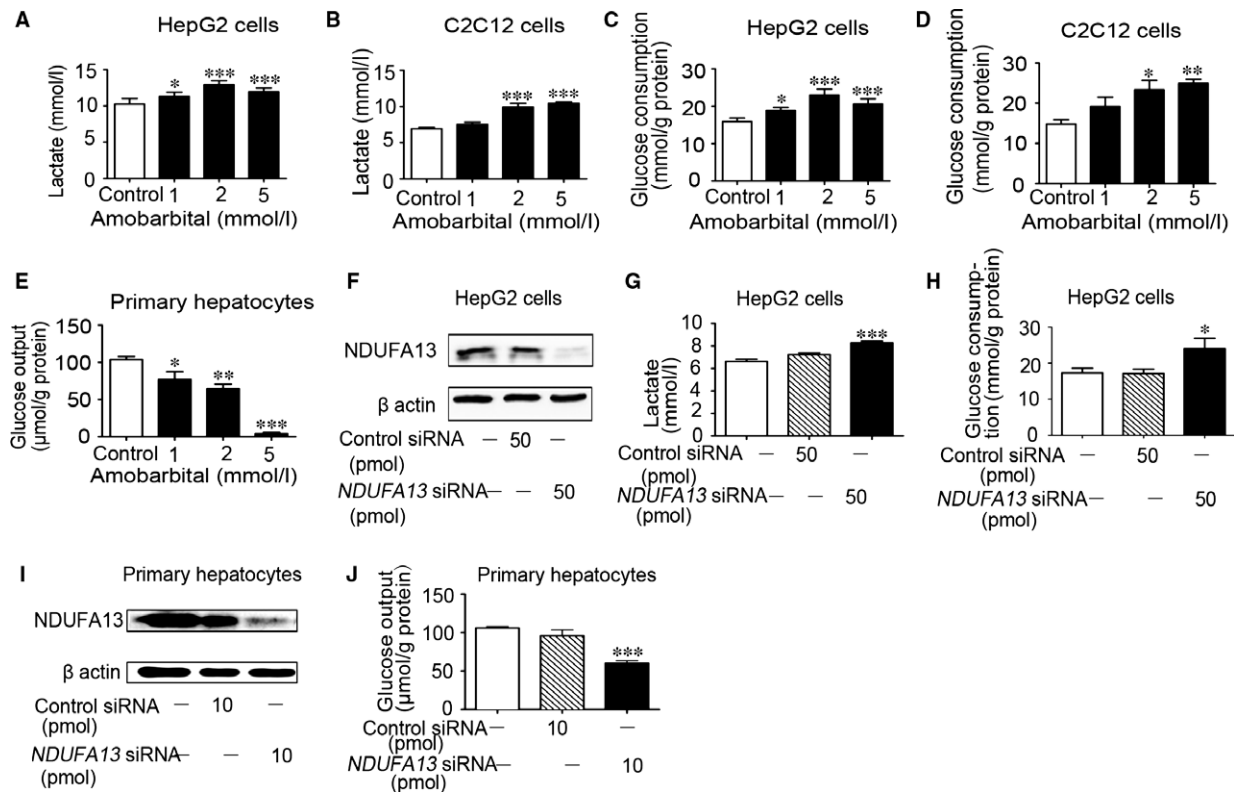 A
HepG2 cells
Lactate (mmol/l)
15
10
5
0
*
***
***
Control 1 2 5
Amobarbital (mmol/l)
B
C2C12 cells
Lactate (mmol/l)
15
10
5
0
***
***
Control 1 2 5
Amobarbital (mmol/l)
C
HepG2 cells
Glucose consumption
(mmol/g protein)
30
20
10
0
*
***
***
Control 1 2 5
Amobarbital (mmol/l)
D
C2C12 cells
Glucose consumption
(mmol/g protein)
30
20
10
0
*
**
Control 1 2 5
Amobarbital (mmol/l)
E
Primary hepatocytes
Glucose output
(µmol/g protein)
150
100
50
0
*
**
***
Control 1 2 5
Amobarbital (mmol/l)
F
HepG2 cells
NDUFA13
β actin
Control siRNA — 50 —
(pmol)
NDUFA13 siRNA — — 50
(pmol)
G
HepG2 cells
Lactate
(mmol/l)
10
8
6
4
2
0
***
Control siRNA — 50 —
(pmol)
NDUFA13 siRNA — — 50
(pmol)
H
HepG2 cells
Glucose consump-
tion (mmol/g protein)
30
20
10
0
*
Control siRNA — 50 —
(pmol)
NDUFA13 siRNA — — 50
(pmol)
I
Primary hepatocytes
NDUFA13
β actin
Control siRNA — 10 —
(pmol)
NDUFA13 siRNA — — 10
(pmol)
J
Primary hepatocytes
Glucose output
(µmol/g protein)
150
100
50
0
***
Control siRNA — 10 —
(pmol)
NDUFA13 siRNA — — 10
(pmol)